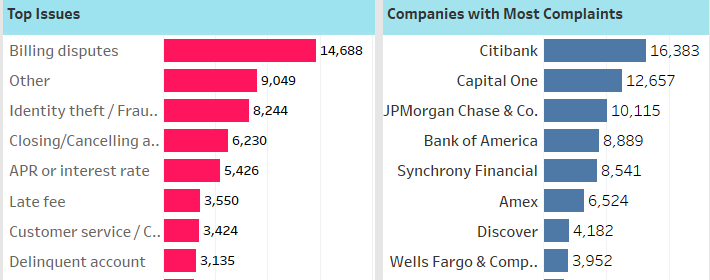 Top Issues
Billing disputes 14,688
Other 9,049
Identity theft / Frau.. 8,244
Closing/Cancelling a.. 6,230
APR or interest rate 5,426
Late fee 3,550
Customer service / C.. 3,424
Delinquent account 3,135
Companies with Most Complaints
Citibank 16,383
Capital One 12,657
JPMorgan Chase & Co. 10,115
Bank of America 8,889
Synchrony Financial 8,541
Amex 6,524
Discover 4,182
Wells Fargo & Comp.. 3,952